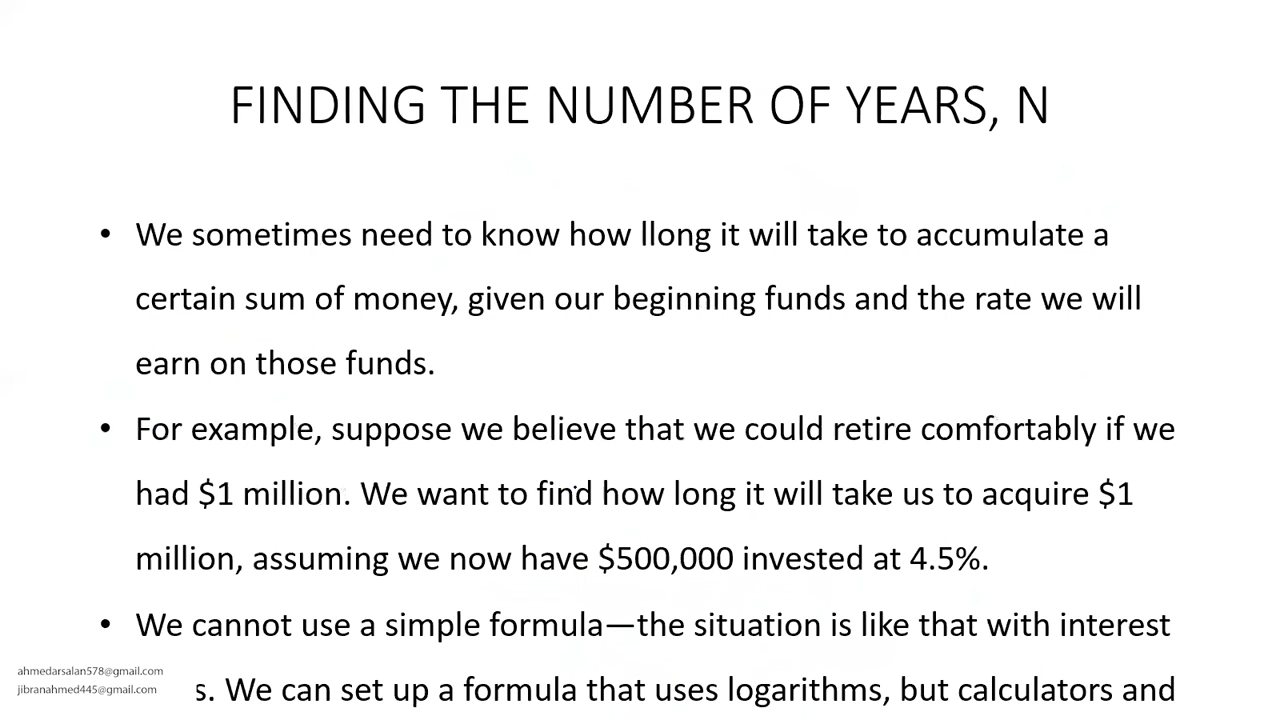 FINDING THE NUMBER OF YEARS, N
• We sometimes need to know how llong it will take to accumulate a
certain sum of money, given our beginning funds and the rate we will
earn on those funds.
• For example, suppose we believe that we could retire comfortably if we
had $1 million. We want to find how long it will take us to acquire $1
million, assuming we now have $500,000 invested at 4.5%.
• We cannot use a simple formula—the situation is like that with interest
s. We can set up a formula that uses logarithms, but calculators and
ahmedarsalan578@gmail.com
jibranahmed445@gmail.com